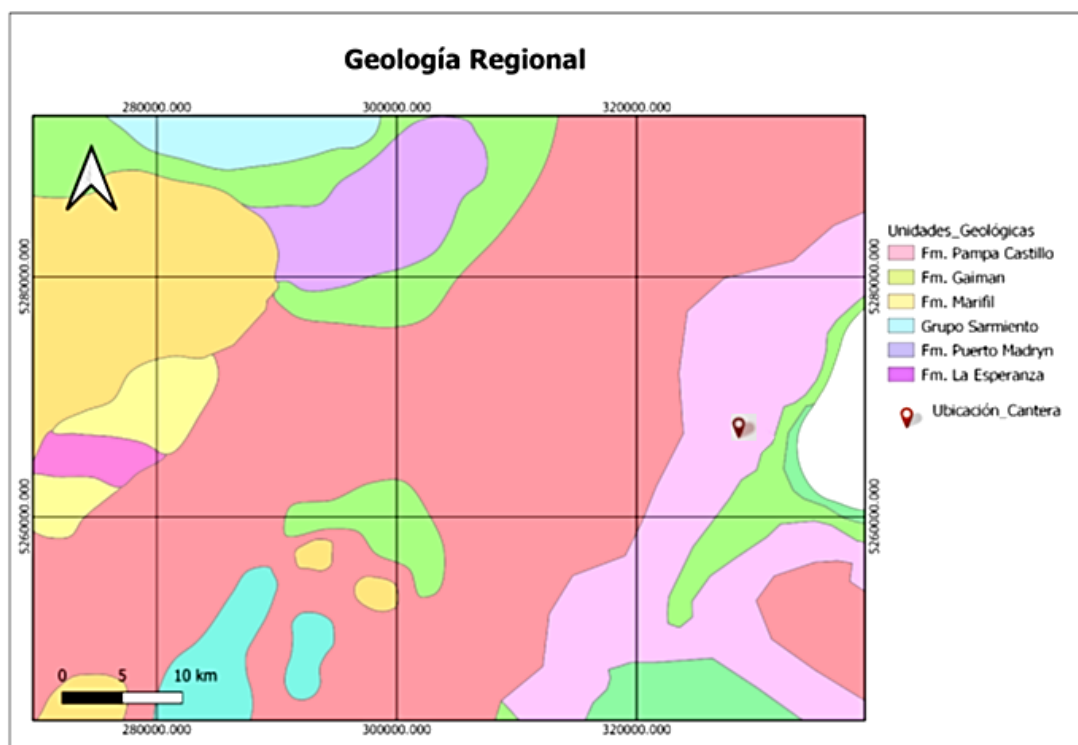 Geología Regional
280000.000 300000.000 320000.000
5280000.000 5280000.000
Unidades_Geológicas
Fm. Pampa Castillo
Fm. Gaiman
Fm. Marifil
Grupo Sarmiento
Fm. Puerto Madryn
Fm. La Esperanza
Ubicación_Cantera
5260000.000 5260000.000
0 5 10 km
280000.000 300000.000 320000.000